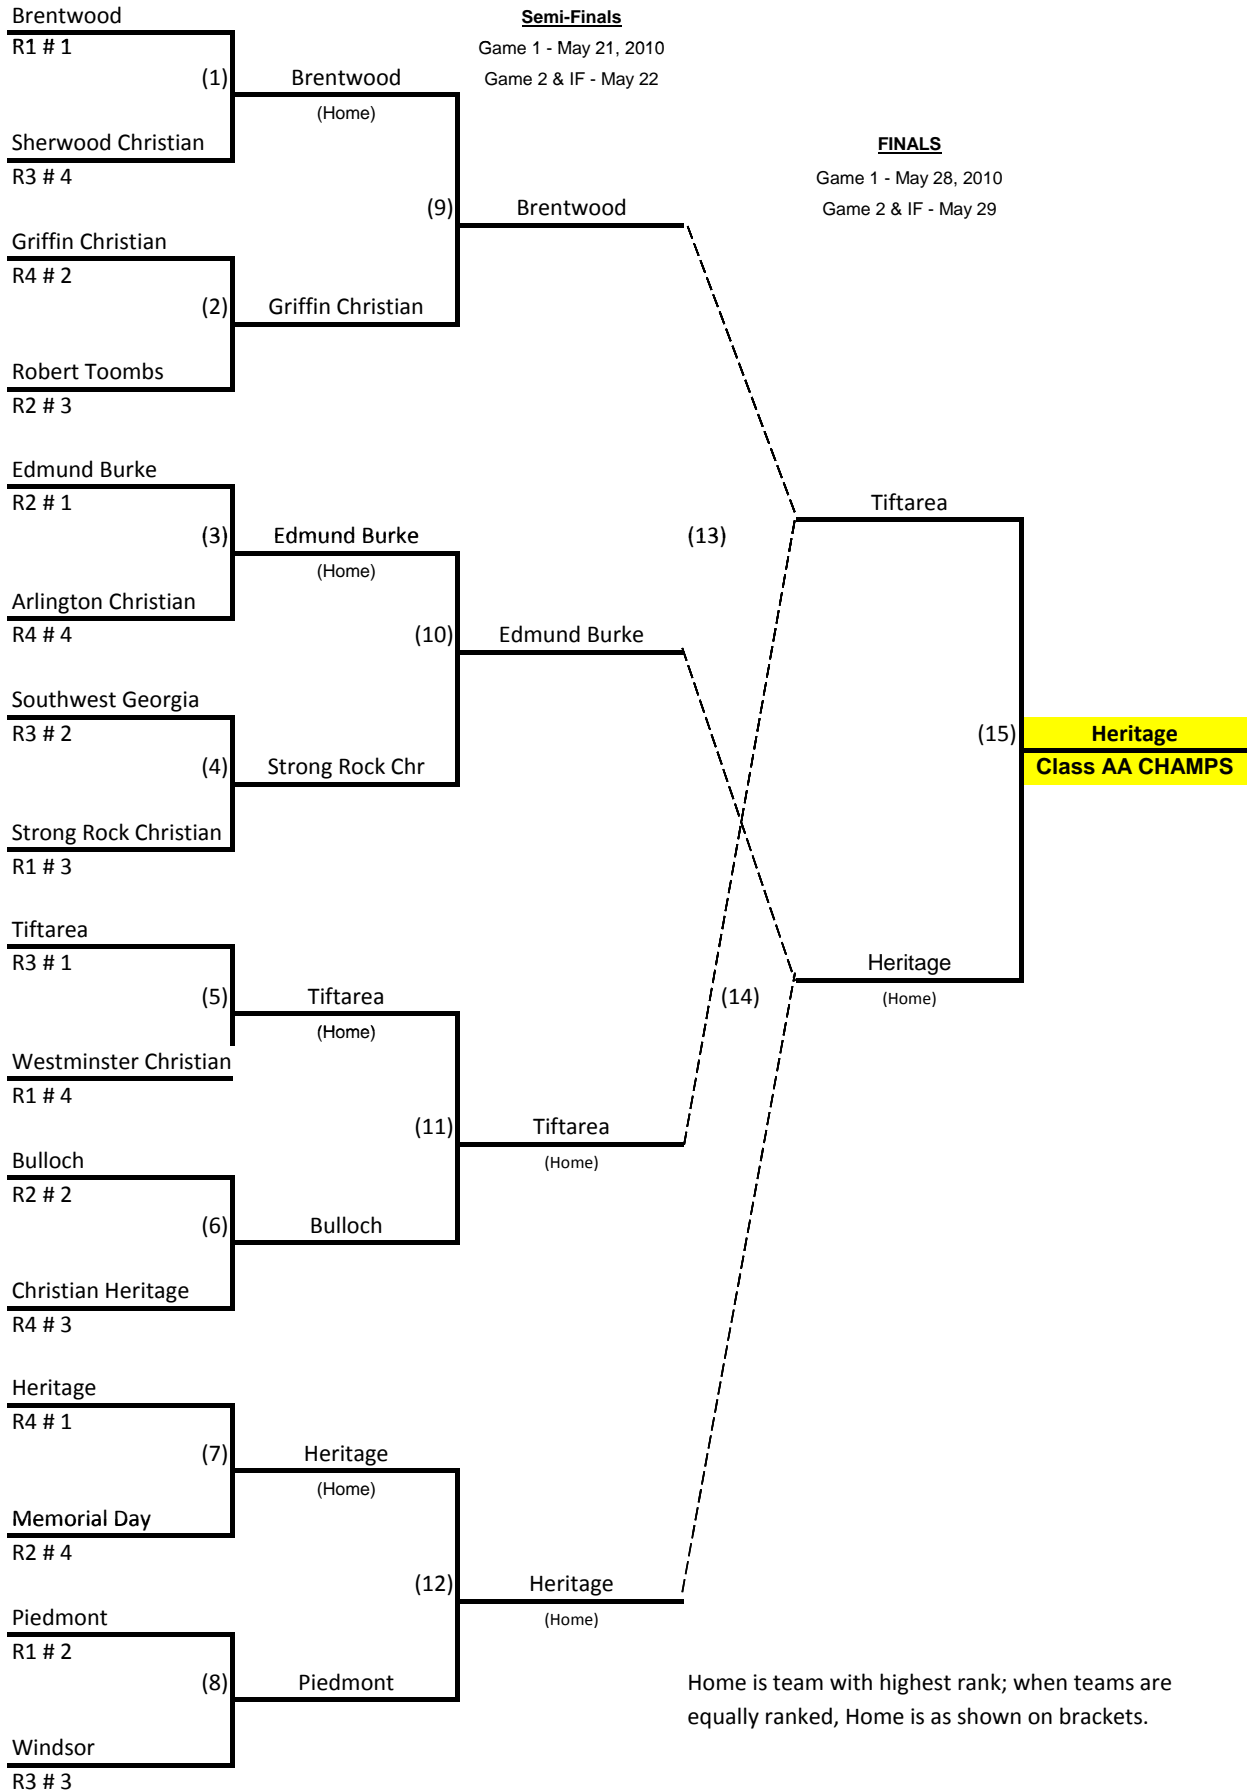 Brentwood
R1 # 1
(1)
Brentwood
(Home)
Sherwood Christian
R3 # 4
(9)
Brentwood
Griffin Christian
R4 # 2
(2)
Griffin Christian
Robert Toombs
R2 # 3
Edmund Burke
R2 # 1
(3)
Edmund Burke
(Home)
Arlington Christian
R4 # 4
(10)
Edmund Burke
Southwest Georgia
R3 # 2
(4)
Strong Rock Chr
Strong Rock Christian
R1 # 3
Tiftarea
R3 # 1
(5)
Tiftarea
(Home)
Westminster Christian
R1 # 4
(11)
Tiftarea
(Home)
Bulloch
R2 # 2
(6)
Bulloch
Christian Heritage
R4 # 3
Heritage
R4 # 1
(7)
Heritage
(Home)
Memorial Day
R2 # 4
(12)
Heritage
(Home)
Piedmont
R1 # 2
(8)
Piedmont
Windsor
R3 # 3
Semi-Finals
Game 1 - May 21, 2010
Game 2 & IF - May 22
FINALS
Game 1 - May 28, 2010
Game 2 & IF - May 29
(13)
Tiftarea
(14)
Heritage
(Home)
(15)
Heritage
Class AA CHAMPS
Home is team with highest rank; when teams are
equally ranked, Home is as shown on brackets.